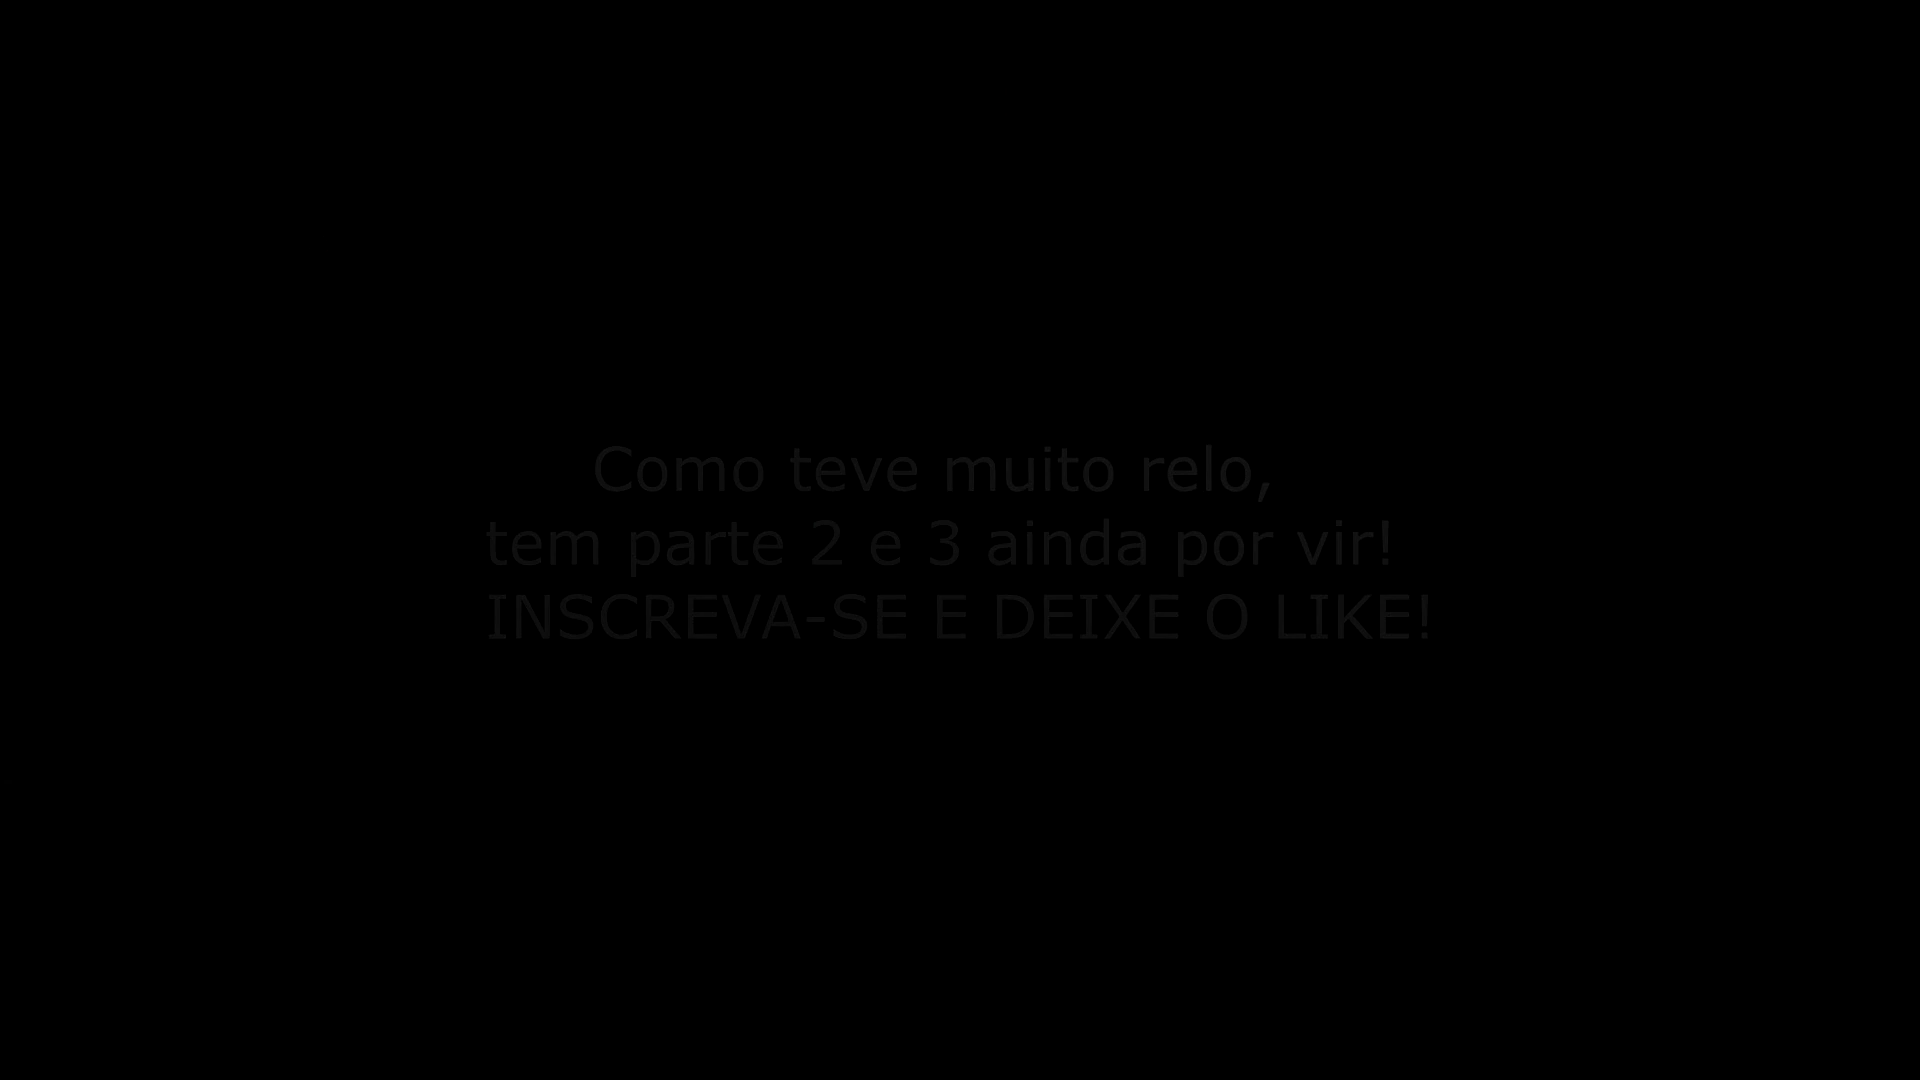 Como teve muito relo,
tem parte 2 e 3 ainda por vir!
INSCREVA-SE E DEIXE O LIKE!